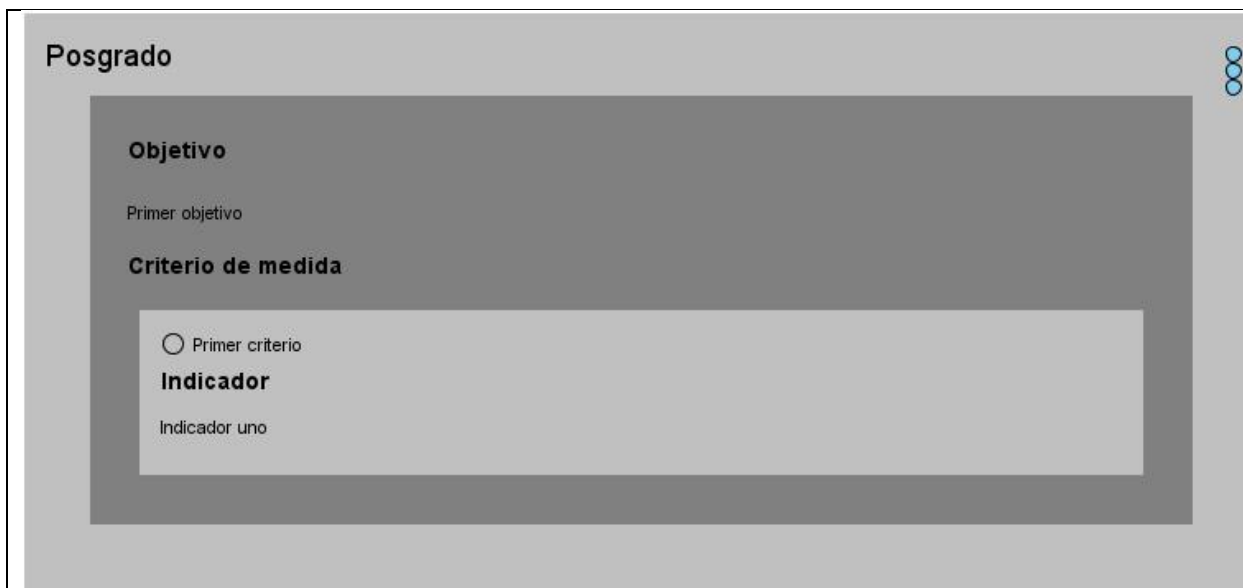 Posgrado
Objetivo
Primer objetivo
Criterio de medida
Primer criterio
Indicador
Indicador uno